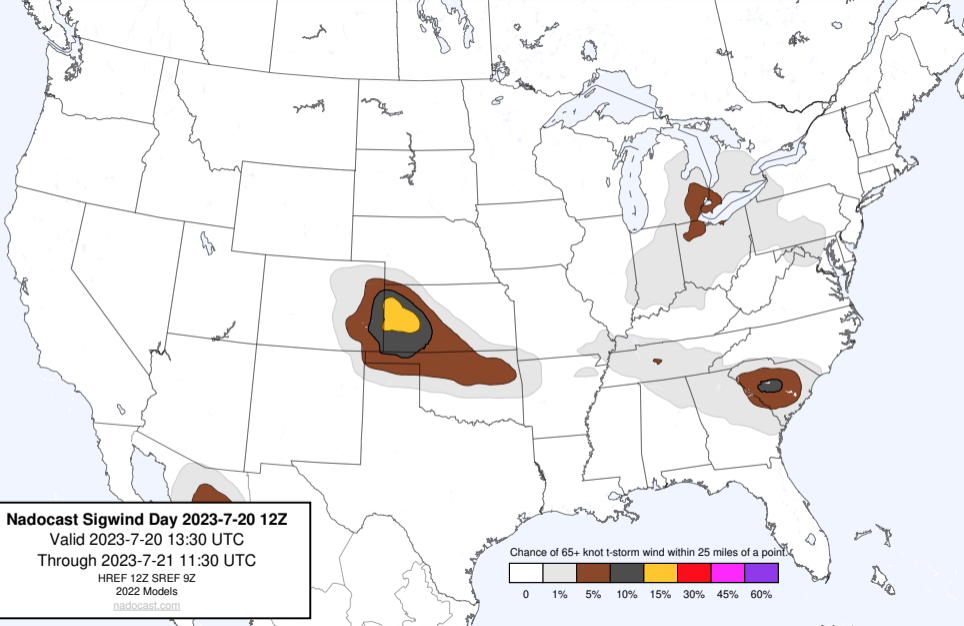 Nadocast Sigwind Day 2023-7-20 12Z
Valid 2023-7-20 13:30 UTC
Through 2023-7-21 11:30 UTC
HREF 12Z SREF 9Z
2022 Models
nadocast.com
Chance of 65+ knot t-storm wind within 25 miles of a point.
0 1% 5% 10% 15% 30% 45% 60%